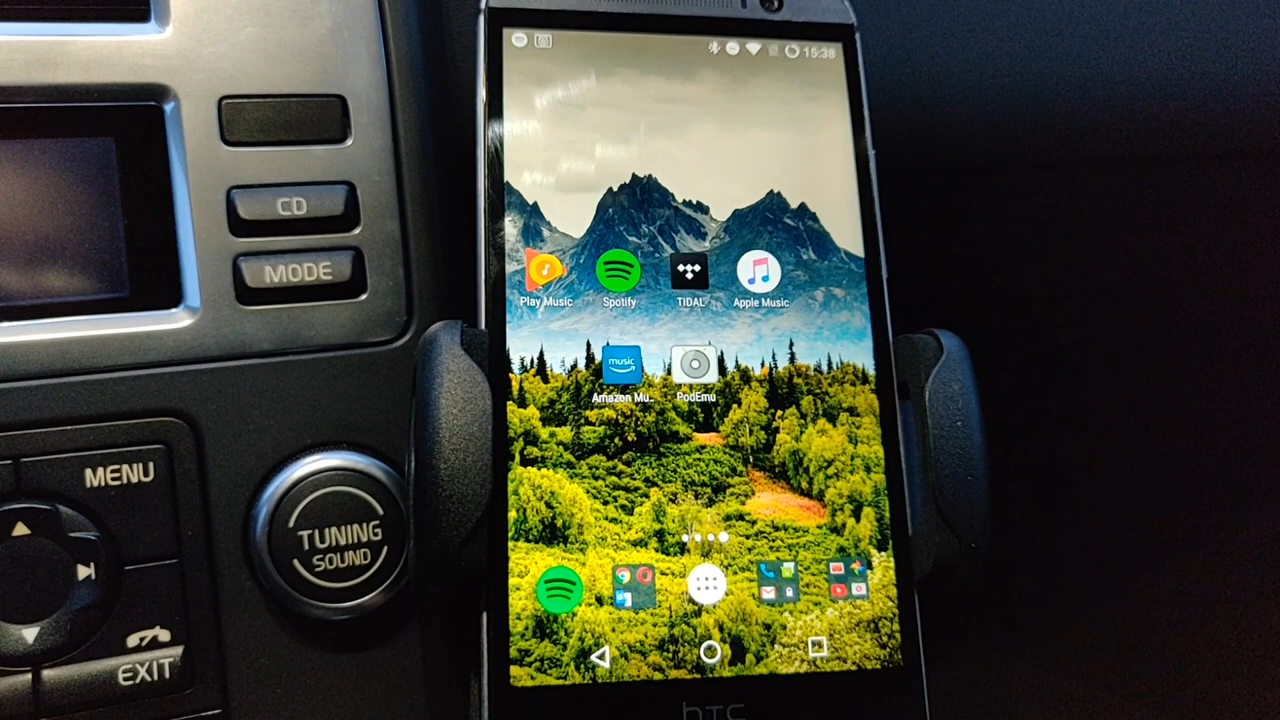 CD
MODE
MENU
TUNING
SOUND
EXIT
15:38
Play Music
Spotify
TIDAL
Apple Music
music
Amazon Mu..
PodEmu
hTC